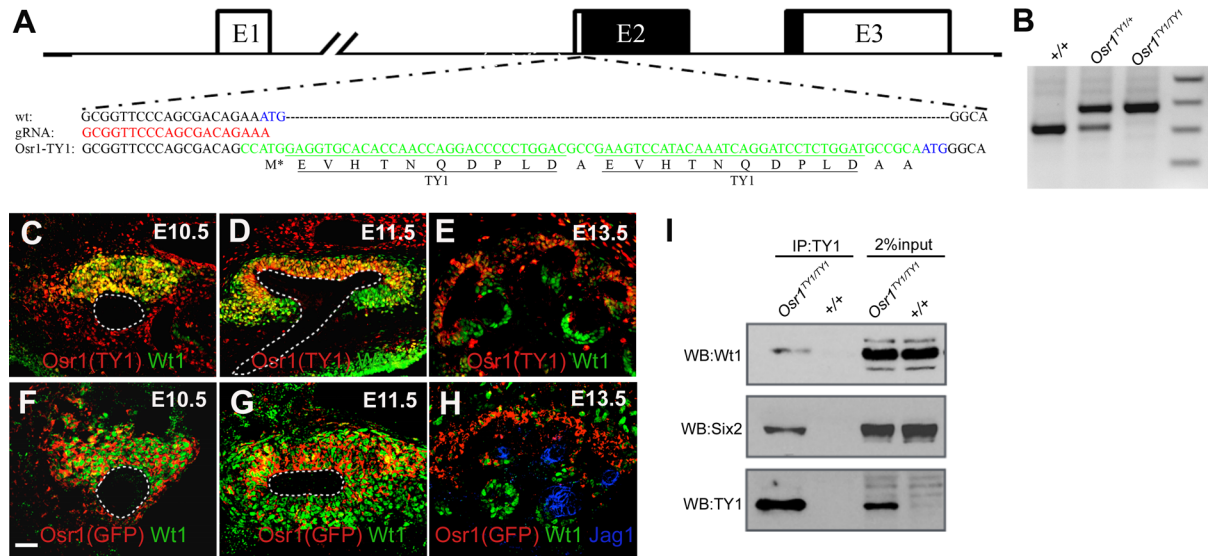 A
E1
E2
E3
wt: GCGGTTCCCAGCGACAGAAATG GGCA
gRNA: GCGGTTCCCAGCGACAGAAA
Osr1-TY1: GCGGTTCCCAGCGACAGCCATGGAGGTGCACACCAACCAGGACCCCCTGGACGCCGAAGTCCATACAAATCAGGATCCTCTGGATGCCGCAATGGGCA
M* E V H T N Q D P L D A E V H T N Q D P L D A A
TY1 TY1
B
+/+ Osr1TY1/+ Osr1TY1/TY1
C E10.5
Osr1(TY1) Wt1
D E11.5
Osr1(TY1) Wt1
E E13.5
Osr1(TY1) Wt1
F E10.5
Osr1(GFP) Wt1
G E11.5
Osr1(GFP) Wt1
H E13.5
Osr1(GFP) Wt1 Jag1
I
IP:TY1 2%input
Osr1TY1/TY1 +/+ Osr1TY1/TY1 +/+
WB:Wt1
WB:Six2
WB:TY1